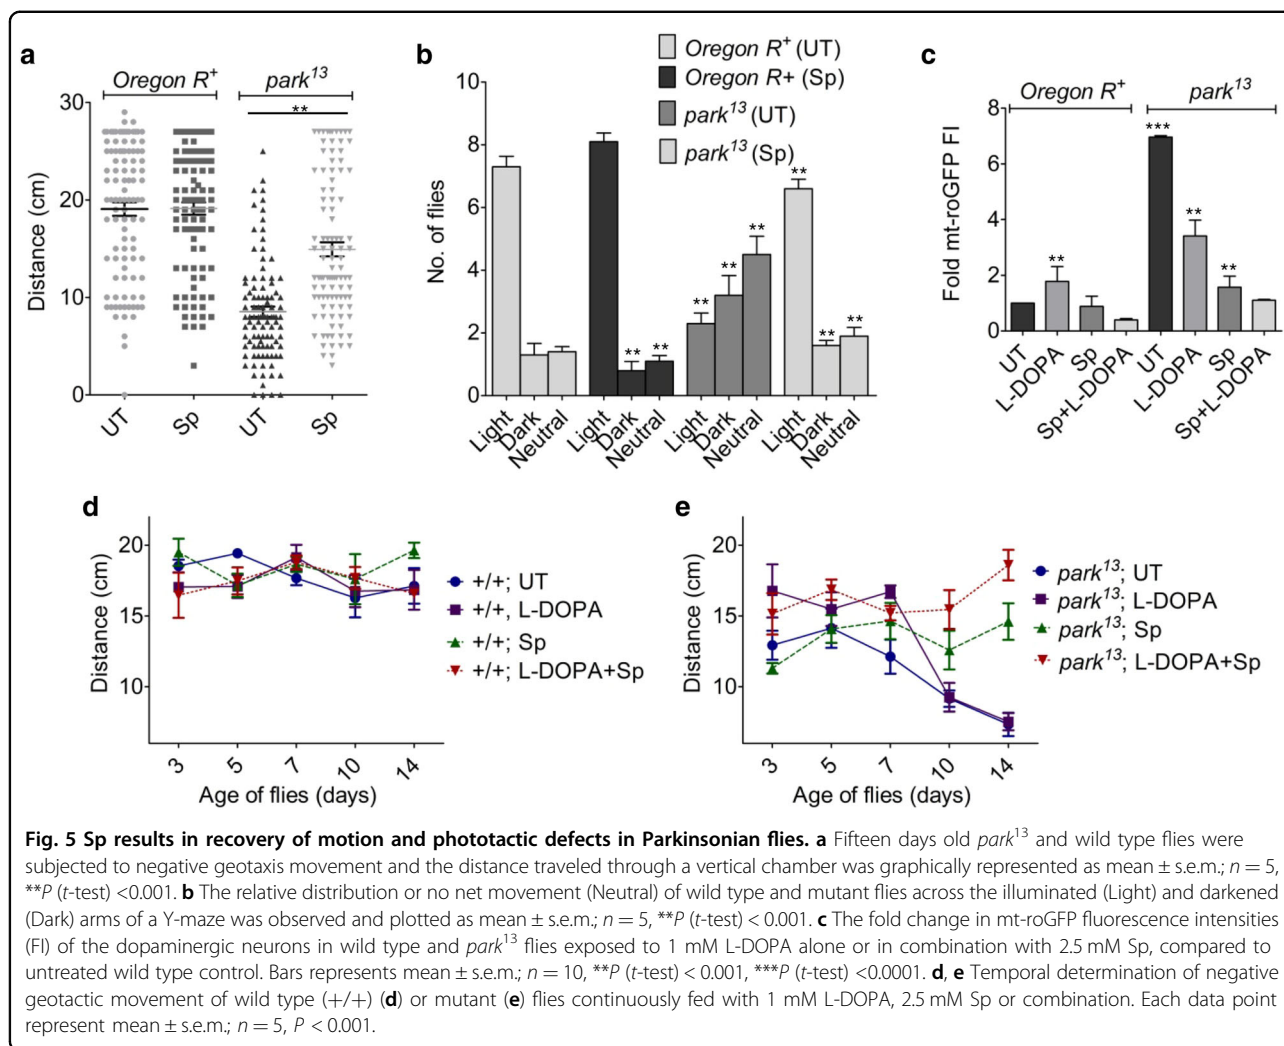 a
Oregon R+
park13
**
Distance (cm)
30
20
10
0
UT
Sp
UT
Sp
b
Oregon R+ (UT)
Oregon R+ (Sp)
park13 (UT)
park13 (Sp)
No. of flies
10
8
6
4
2
0
** ** ** ** ** ** ** **
Light
Dark
Neutral
Light
Dark
Neutral
Light
Dark
Neutral
Light
Dark
Neutral
c
Oregon R+
park13
Fold mt-roGFP FI
8
6
4
2
0
** *** ** **
UT
L-DOPA
Sp
Sp+L-DOPA
UT
L-DOPA
Sp
Sp+L-DOPA
d
Distance (cm)
20
15
10
3 5 7 10 14
Age of flies (days)
+/+; UT
+/+, L-DOPA
+/+, Sp
+/+, L-DOPA+Sp
e
Distance (cm)
20
15
10
3 5 7 10 14
Age of flies (days)
park13; UT
park13; L-DOPA
park13; Sp
park13; L-DOPA+Sp
Fig. 5 Sp results in recovery of motion and phototactic defects in Parkinsonian flies. a Fifteen days old park13 and wild type flies were
subjected to negative geotaxis movement and the distance traveled through a vertical chamber was graphically represented as mean ± s.e.m.; n = 5,
**P (t-test) <0.001. b The relative distribution or no net movement (Neutral) of wild type and mutant flies across the illuminated (Light) and darkened
(Dark) arms of a Y-maze was observed and plotted as mean ± s.e.m.; n = 5, **P (t-test) < 0.001. c The fold change in mt-roGFP fluorescence intensities
(FI) of the dopaminergic neurons in wild type and park13 flies exposed to 1 mM L-DOPA alone or in combination with 2.5 mM Sp, compared to
untreated wild type control. Bars represents mean ± s.e.m.; n = 10, **P (t-test) < 0.001, ***P (t-test) <0.0001. d, e Temporal determination of negative
geotactic movement of wild type (+/+) (d) or mutant (e) flies continuously fed with 1 mM L-DOPA, 2.5 mM Sp or combination. Each data point
represent mean ± s.e.m.; n = 5, P < 0.001.